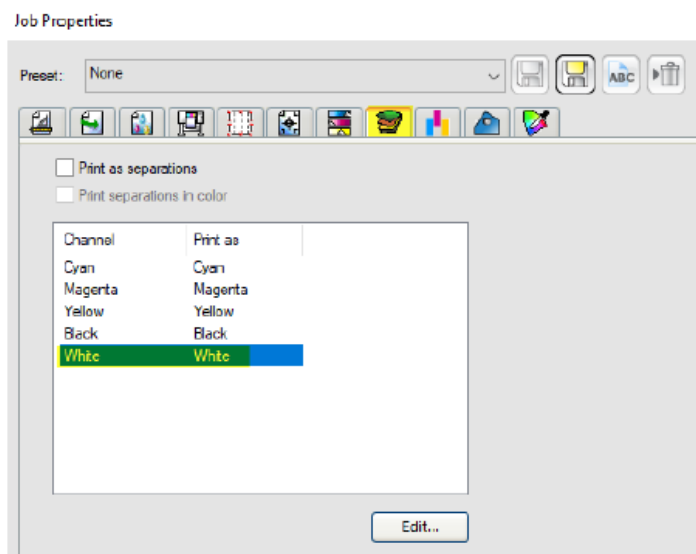 Job Properties
Preset: None
ABC
Print as separations
Print separations in color
Channel Print as
Cyan Cyan
Magenta Magenta
Yellow Yellow
Black Black
White White
Edit...